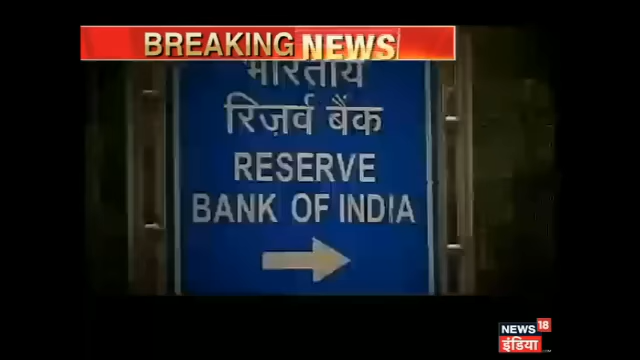 BREAKING NEWS
भारतीय
रिज़र्व बैंक
RESERVE
BANK OF INDIA
NEWS 18
इंडिया